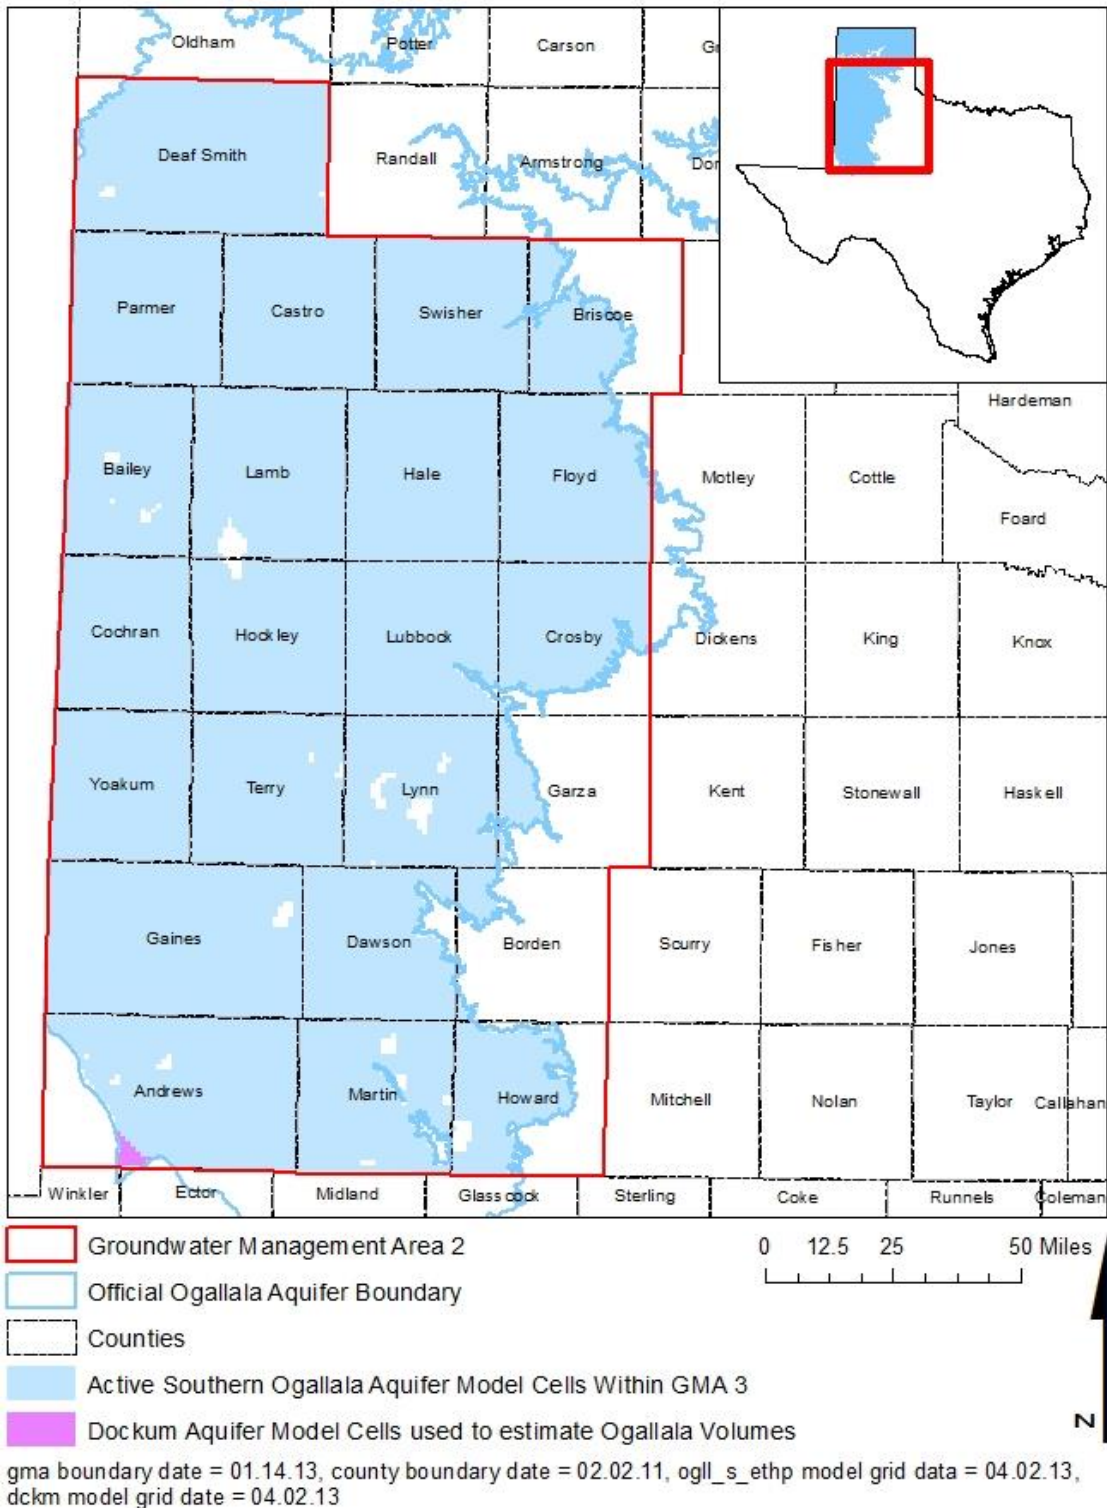 Oldham Potter Carson
Deaf Smith Randall Armstrong
Parmer Castro Swisher Briscoe
Hardeman
Bailey Lamb Hale Floyd Motley Cottle
Foard
Cochran Hockley Lubbock Crosby Dickens King Knox
Yoakum Terry Lynn Garza Kent Stonewall Haskell
Gaines Dawson Borden Scurry Fisher Jones
Andrews Martin Howard Mitchell Nolan Taylor Callahan
Winkler Ector Midland Glasscock Sterling Coke Runnels Coleman
Groundwater Management Area 2
0 12.5 25 50 Miles
Official Ogallala Aquifer Boundary
Counties
Active Southern Ogallala Aquifer Model Cells Within GMA 3
Dockum Aquifer Model Cells used to estimate Ogallala Volumes
N
gma boundary date = 01.14.13, county boundary date = 02.02.11, ogll_s_ethp model grid data = 04.02.13,
dckm model grid date = 04.02.13